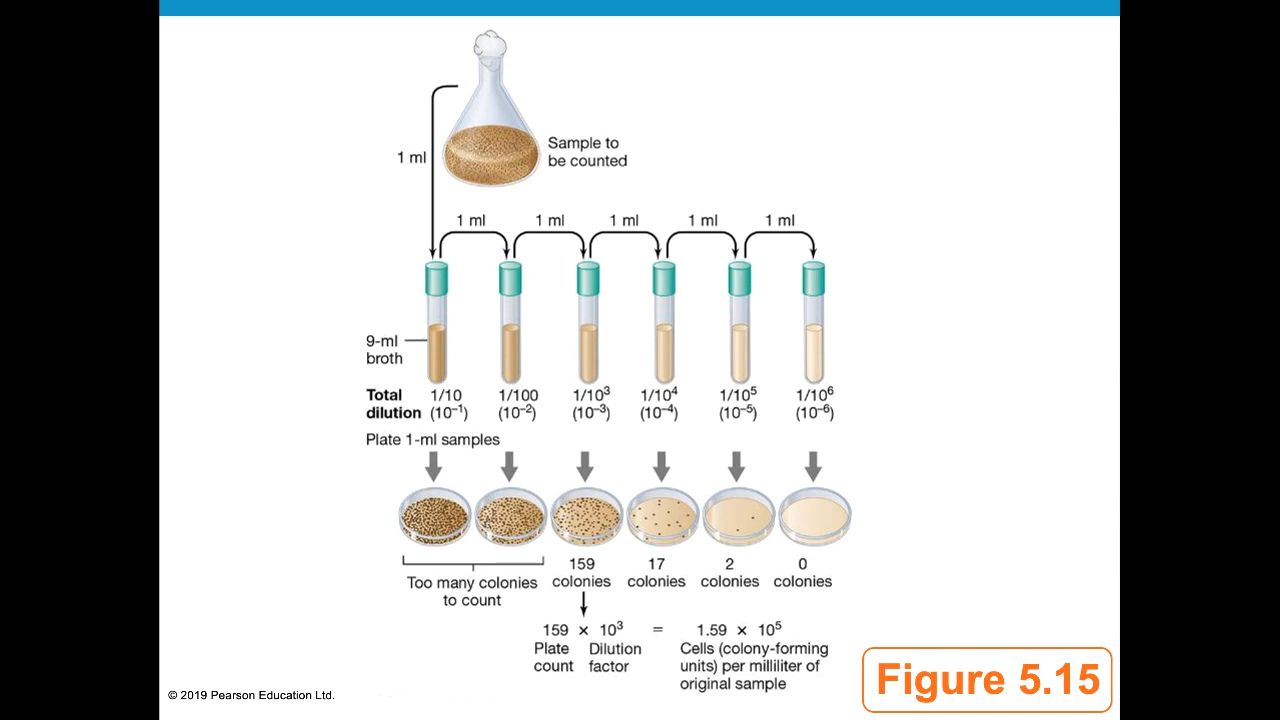 Sample to
be counted
1 ml
1 ml 1 ml 1 ml 1 ml 1 ml
9-ml
broth
Total 1/10 1/100 1/10³ 1/10⁴ 1/10⁵ 1/10⁶
dilution (10⁻¹) (10⁻²) (10⁻³) (10⁻⁴) (10⁻⁵) (10⁻⁶)
Plate 1-ml samples
159 17 2 0
colonies colonies colonies colonies
Too many colonies
to count
159 × 10³ = 1.59 × 10⁵
Plate Dilution Cells (colony-forming
count factor units) per milliliter of
original sample
Figure 5.15
© 2019 Pearson Education Ltd.